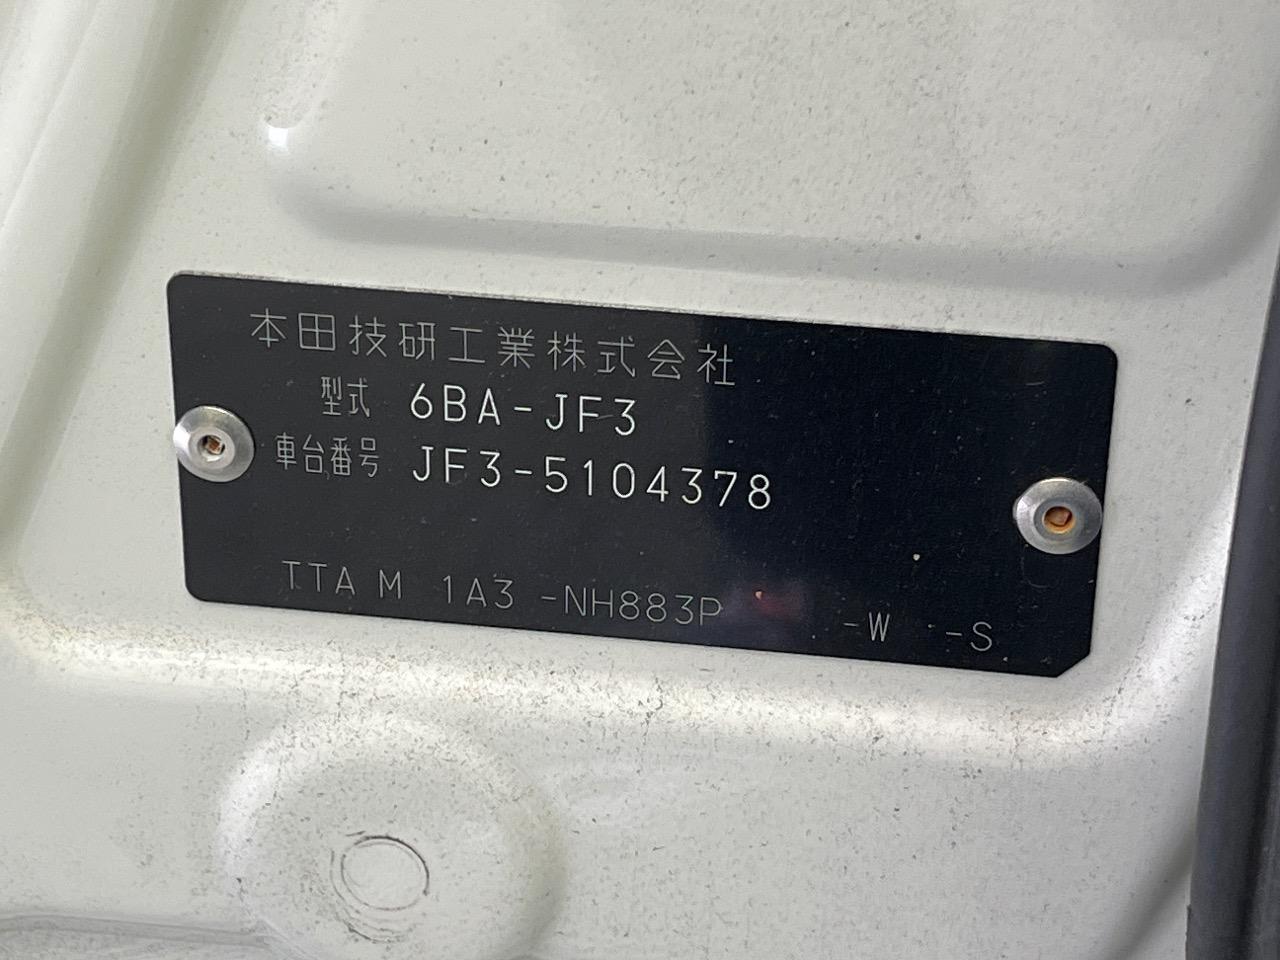 本田技研工業株式会社
型式 6BA-JF3
車台番号 JF3-5104378
TTA M 1A3 -NH883P -W -S